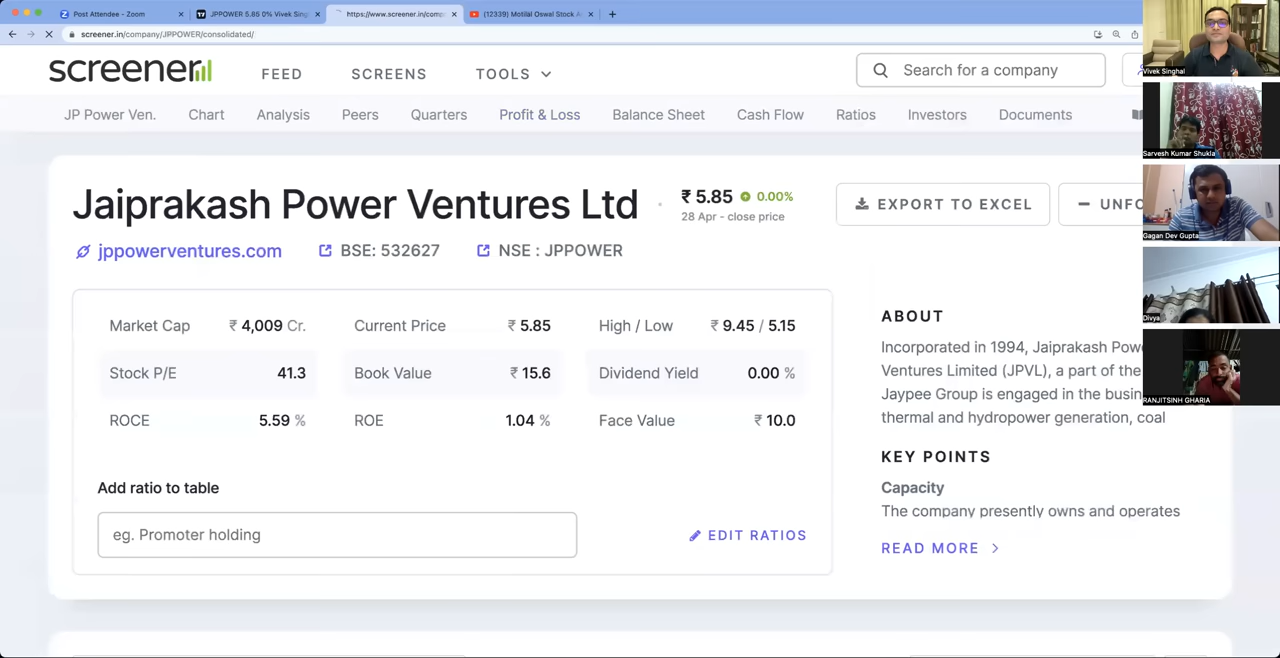 Post Attendee - Zoom
JPPOWER 5.85 0% Vivek Sing
https://www.screener.in/comp
(12339) Motilal Oswal Stock A
screener.in/company/JPPOWER/consolidated/
screener
FEED
SCREENS
TOOLS
Search for a company
JP Power Ven.
Chart
Analysis
Peers
Quarters
Profit & Loss
Balance Sheet
Cash Flow
Ratios
Investors
Documents
Jaiprakash Power Ventures Ltd
₹ 5.85 0.00%
28 Apr - close price
EXPORT TO EXCEL
UNFO
jppowerventures.com
BSE: 532627
NSE : JPPOWER
Market Cap ₹ 4,009 Cr.
Current Price ₹ 5.85
High / Low ₹ 9.45 / 5.15
Stock P/E 41.3
Book Value ₹ 15.6
Dividend Yield 0.00 %
ROCE 5.59 %
ROE 1.04 %
Face Value ₹ 10.0
Add ratio to table
eg. Promoter holding
EDIT RATIOS
ABOUT
Incorporated in 1994, Jaiprakash Powe
Ventures Limited (JPVL), a part of the
Jaypee Group is engaged in the busin
thermal and hydropower generation, coal
KEY POINTS
Capacity
The company presently owns and operates
READ MORE
Vivek Singhal
Sarvesh Kumar Shukla
Gagan Dev Gupta
Divya
RANJITSINH GHARIA